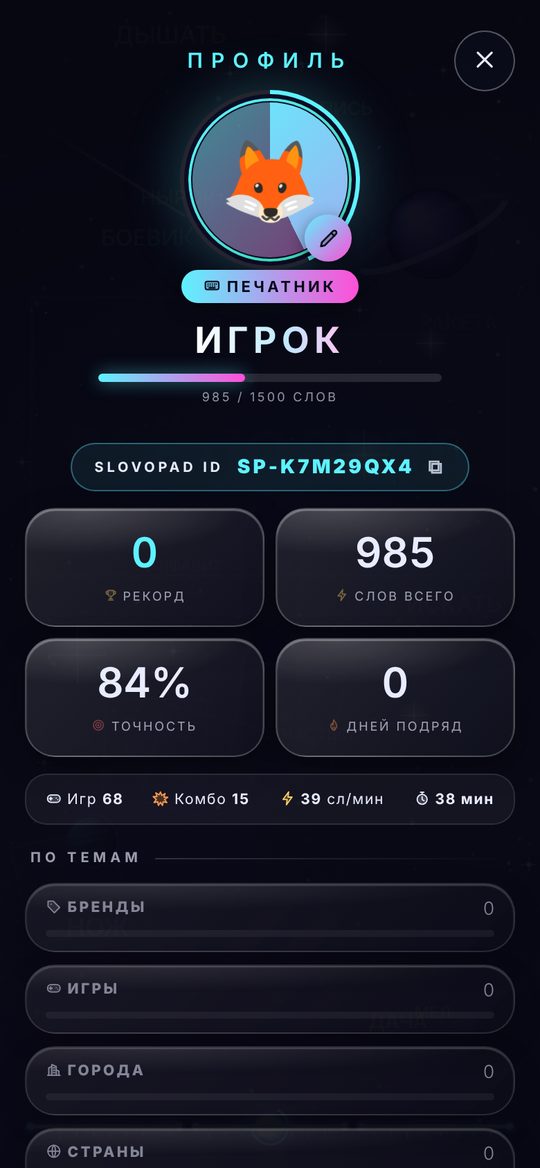 ДЫШАТЬ
ПРОФИЛЬ
ПЕЧАТНИК
ИГРОК
985 / 1500 СЛОВ
SLOVOPAD ID SP-K7M29QX4
0
РЕКОРД
985
СЛОВ ВСЕГО
84%
ТОЧНОСТЬ
0
ДНЕЙ ПОДРЯД
Игр 68 Комбо 15 39 сл/мин 38 мин
ПО ТЕМАМ
БРЕНДЫ 0
НОЖ
ИГРЫ 0
ГОРОДА 0
СТРАНЫ 0